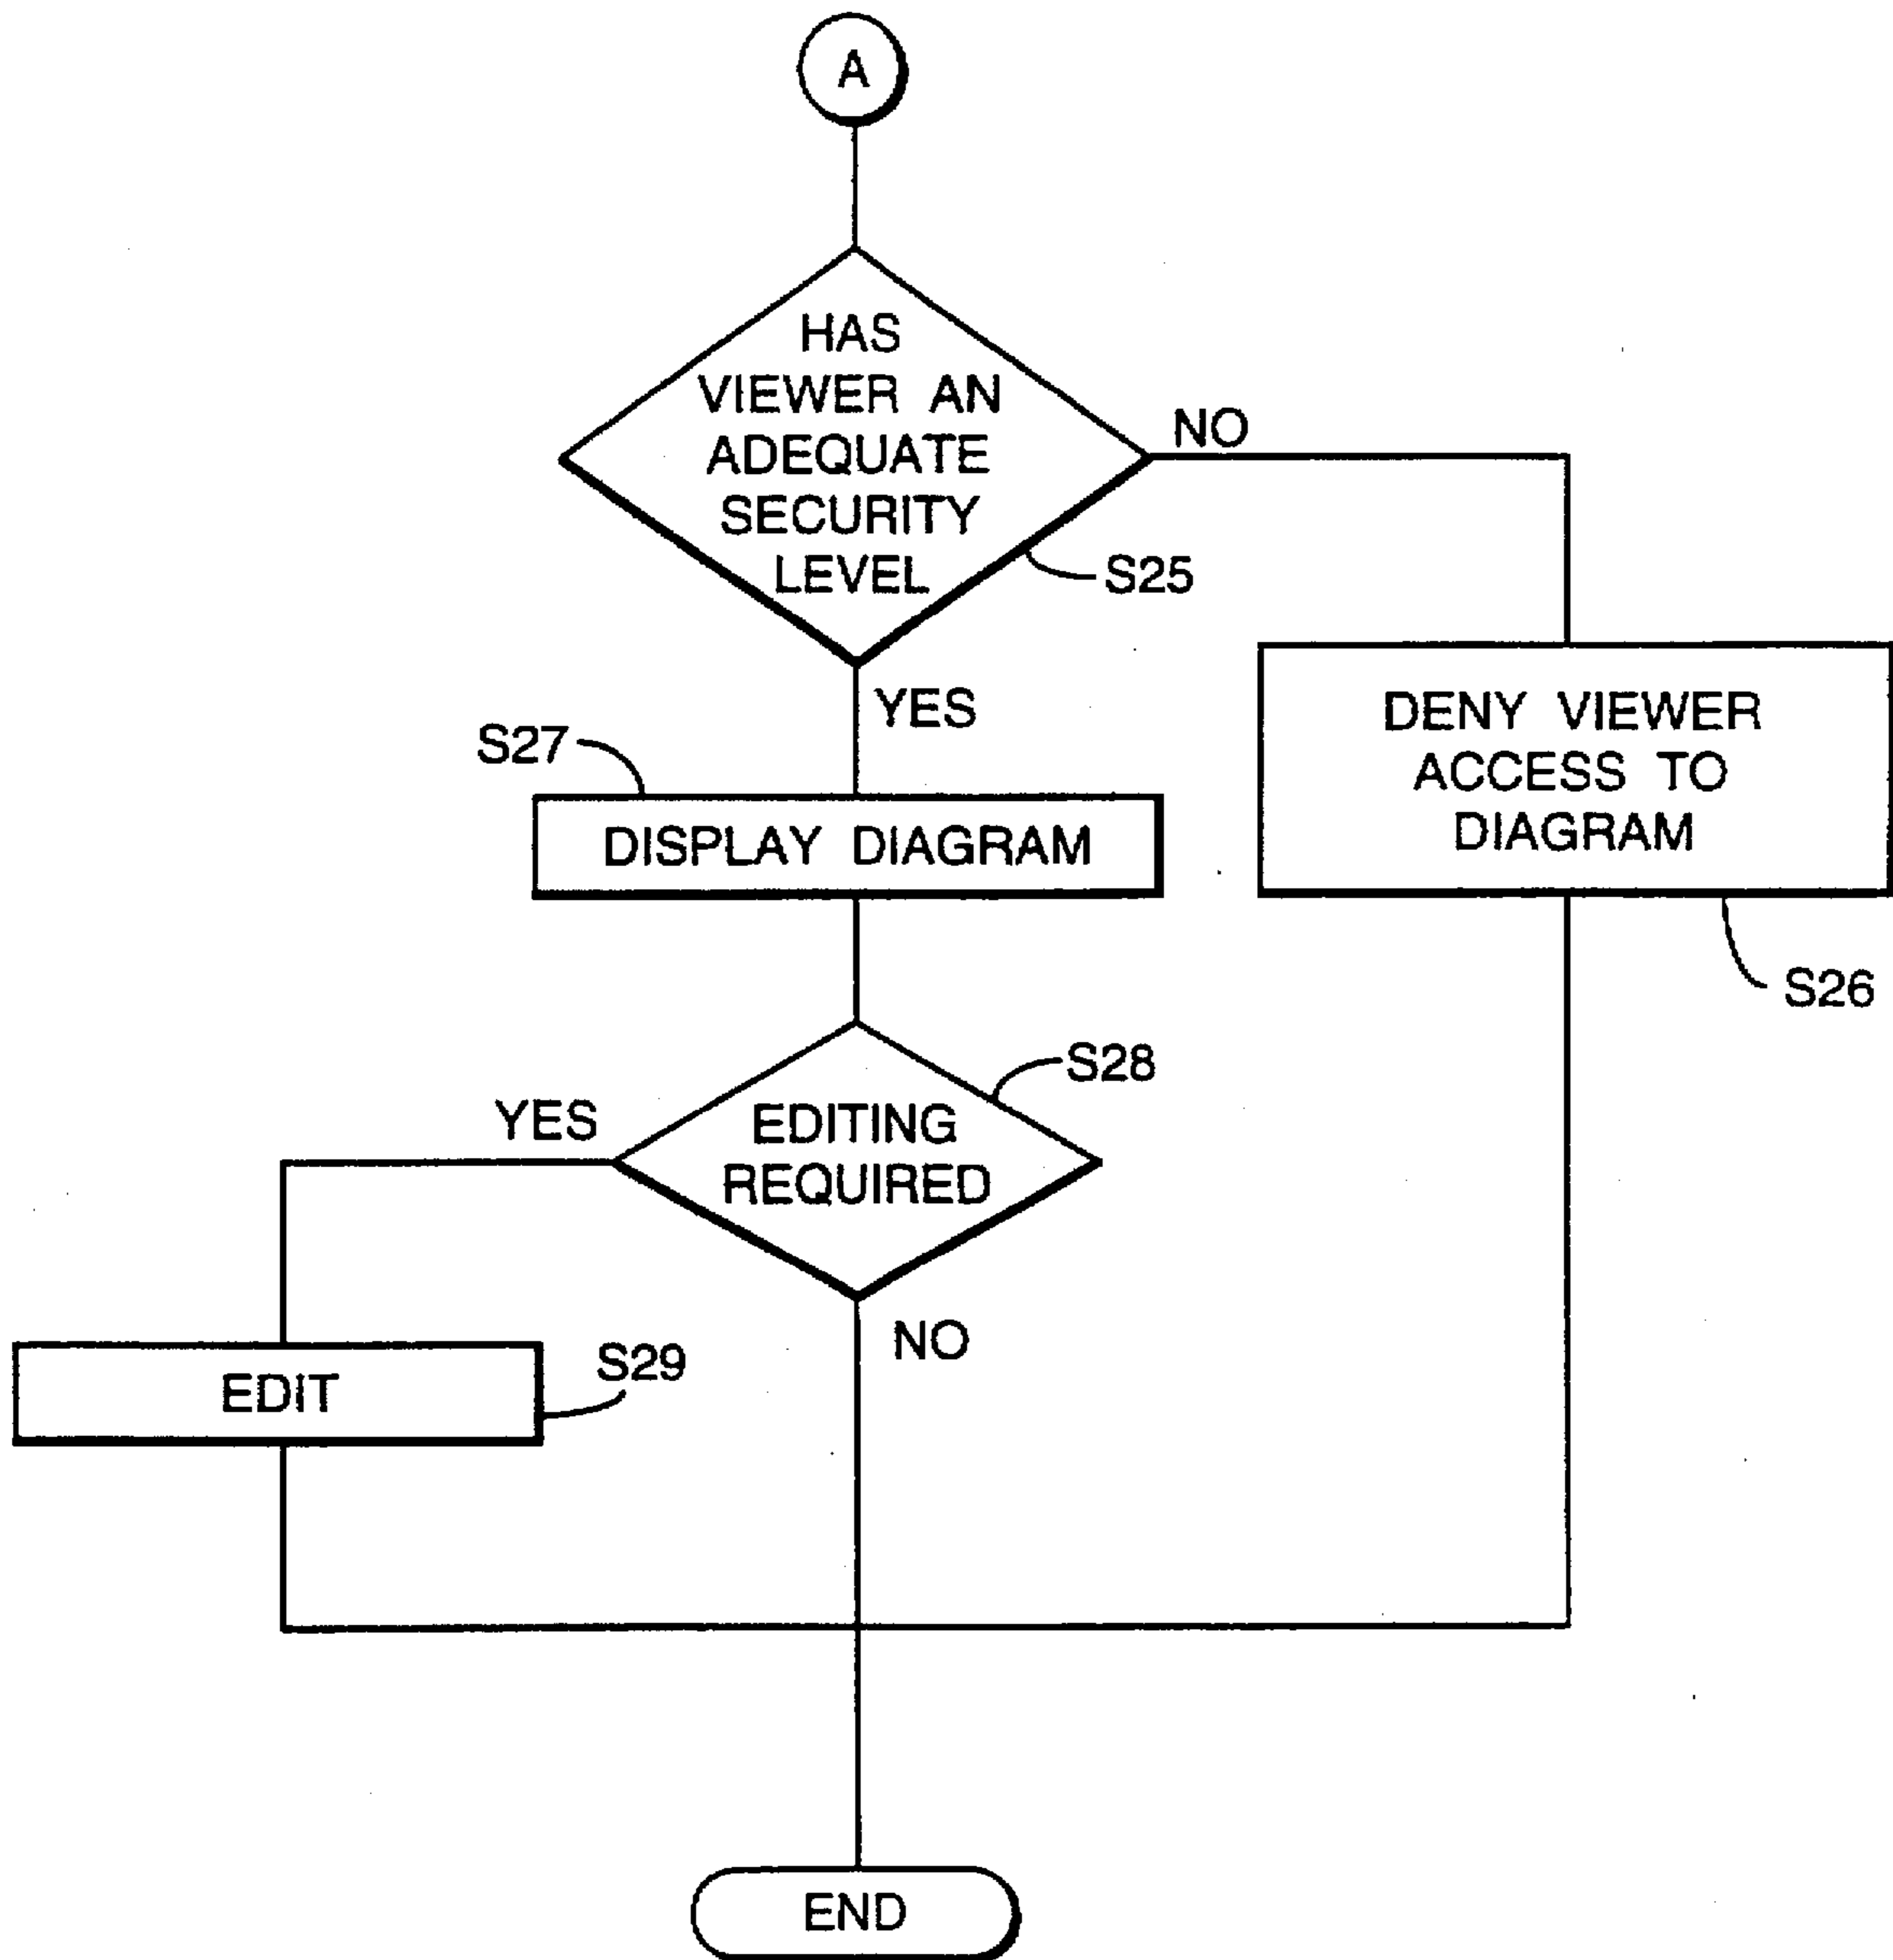 A
HAS
VIEWER AN
ADEQUATE
SECURITY
LEVEL
NO
S25
YES
S27
DISPLAY DIAGRAM
DENY VIEWER
ACCESS TO
DIAGRAM
S26
S28
YES
EDITING
REQUIRED
NO
EDIT
S29
END